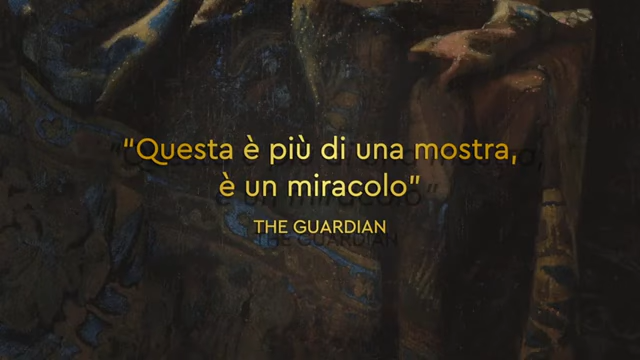 "Questa è più di una mostra,
è un miracolo"
THE GUARDIAN